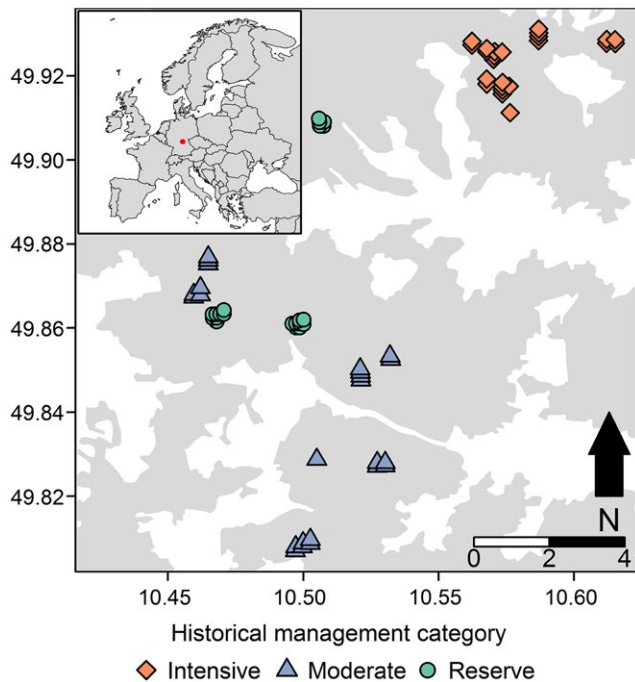 49.92
49.90
49.88
49.86
49.84
49.82
N
0 2 4
10.45 10.50 10.55 10.60
Historical management category
Intensive Moderate Reserve